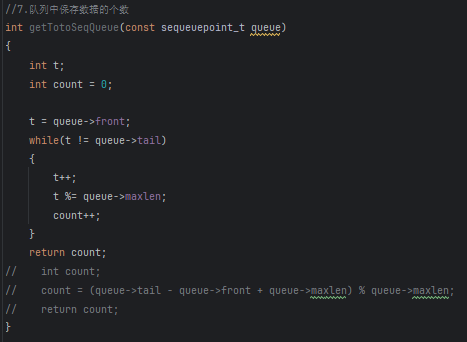 //7.队列中保存数据的个数
int getTotoSeqQueue(const sequeuepoint_t queue)
{
    int t;
    int count = 0;

    t = queue->front;
    while(t != queue->tail)
    {
        t++;
        t %= queue->maxlen;
        count++;
    }
    return count;
//    int count;
//    count = (queue->tail - queue->front + queue->maxlen) % queue->maxlen;
//    return count;
}